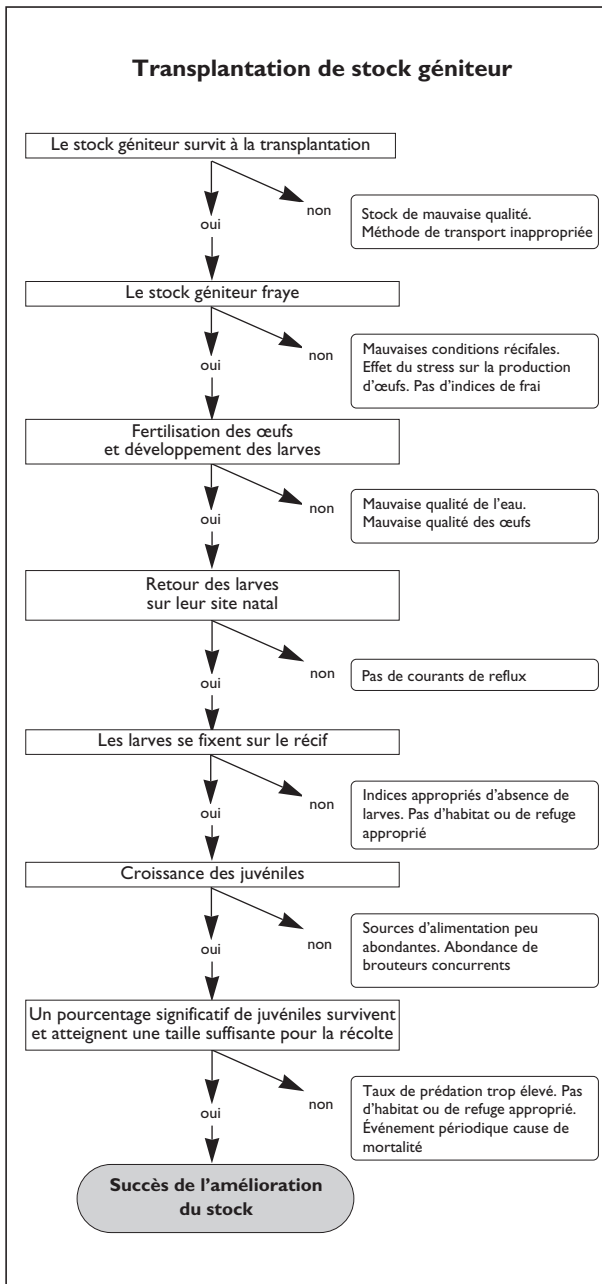 Transplantation de stock géniteur
Le stock géniteur survit à la transplantation
oui
non
Stock de mauvaise qualité.
Méthode de transport inappropriée
Le stock géniteur fraye
oui
non
Mauvaises conditions récifales.
Effet du stress sur la production
d'œufs. Pas d'indices de frai
Fertilisation des œufs
et développement des larves
oui
non
Mauvaise qualité de l'eau.
Mauvaise qualité des œufs
Retour des larves
sur leur site natal
oui
non
Pas de courants de reflux
Les larves se fixent sur le récif
oui
non
Indices appropriés d'absence de
larves. Pas d'habitat ou de refuge
approprié
Croissance des juvéniles
oui
non
Sources d'alimentation peu
abondantes. Abondance de
brouteurs concurrents
Un pourcentage significatif de juvéniles survivent
et atteignent une taille suffisante pour la récolte
oui
non
Taux de prédation trop élevé. Pas
d'habitat ou de refuge approprié.
Événement périodique cause de
mortalité
Succès de l'amélioration
du stock